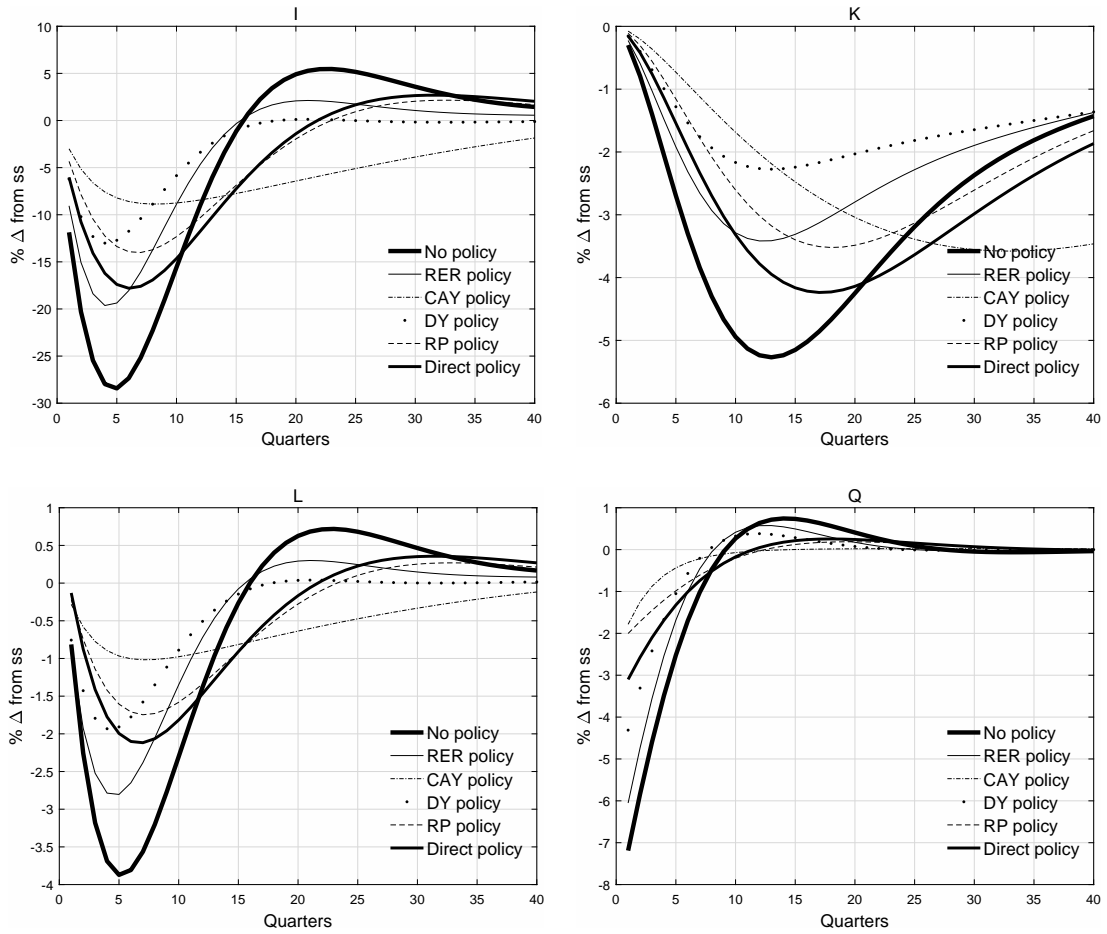 I
10
5
0
-5
-10
-15
-20
-25
-30
% Δ from ss
No policy
RER policy
CAY policy
DY policy
RP policy
Direct policy
0 5 10 15 20 25 30 35 40
Quarters
K
0
-1
-2
-3
-4
-5
-6
% Δ from ss
No policy
RER policy
CAY policy
DY policy
RP policy
Direct policy
0 5 10 15 20 25 30 35 40
Quarters
L
1
0.5
0
-0.5
-1
-1.5
-2
-2.5
-3
-3.5
-4
% Δ from ss
No policy
RER policy
CAY policy
DY policy
RP policy
Direct policy
0 5 10 15 20 25 30 35 40
Quarters
Q
1
0
-1
-2
-3
-4
-5
-6
-7
-8
% Δ from ss
No policy
RER policy
CAY policy
DY policy
RP policy
Direct policy
0 5 10 15 20 25 30 35 40
Quarters